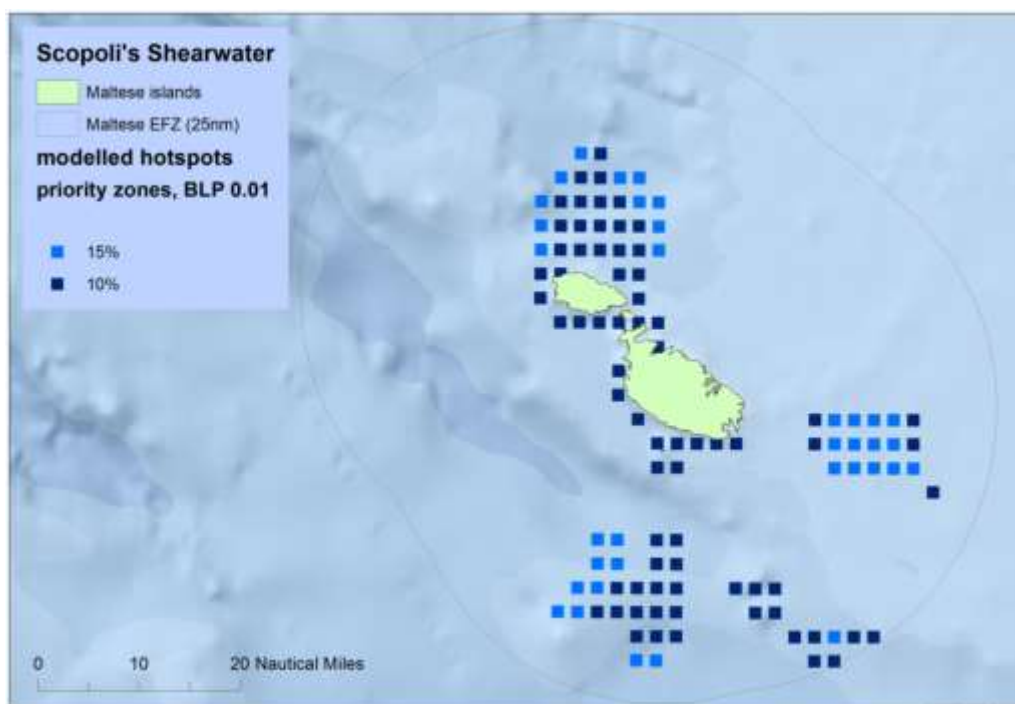 Scopoli's Shearwater
Maltese islands
Maltese EFZ (25nm)
modelled hotspots
priority zones, BLP 0.01
15%
10%
0 10 20 Nautical Miles